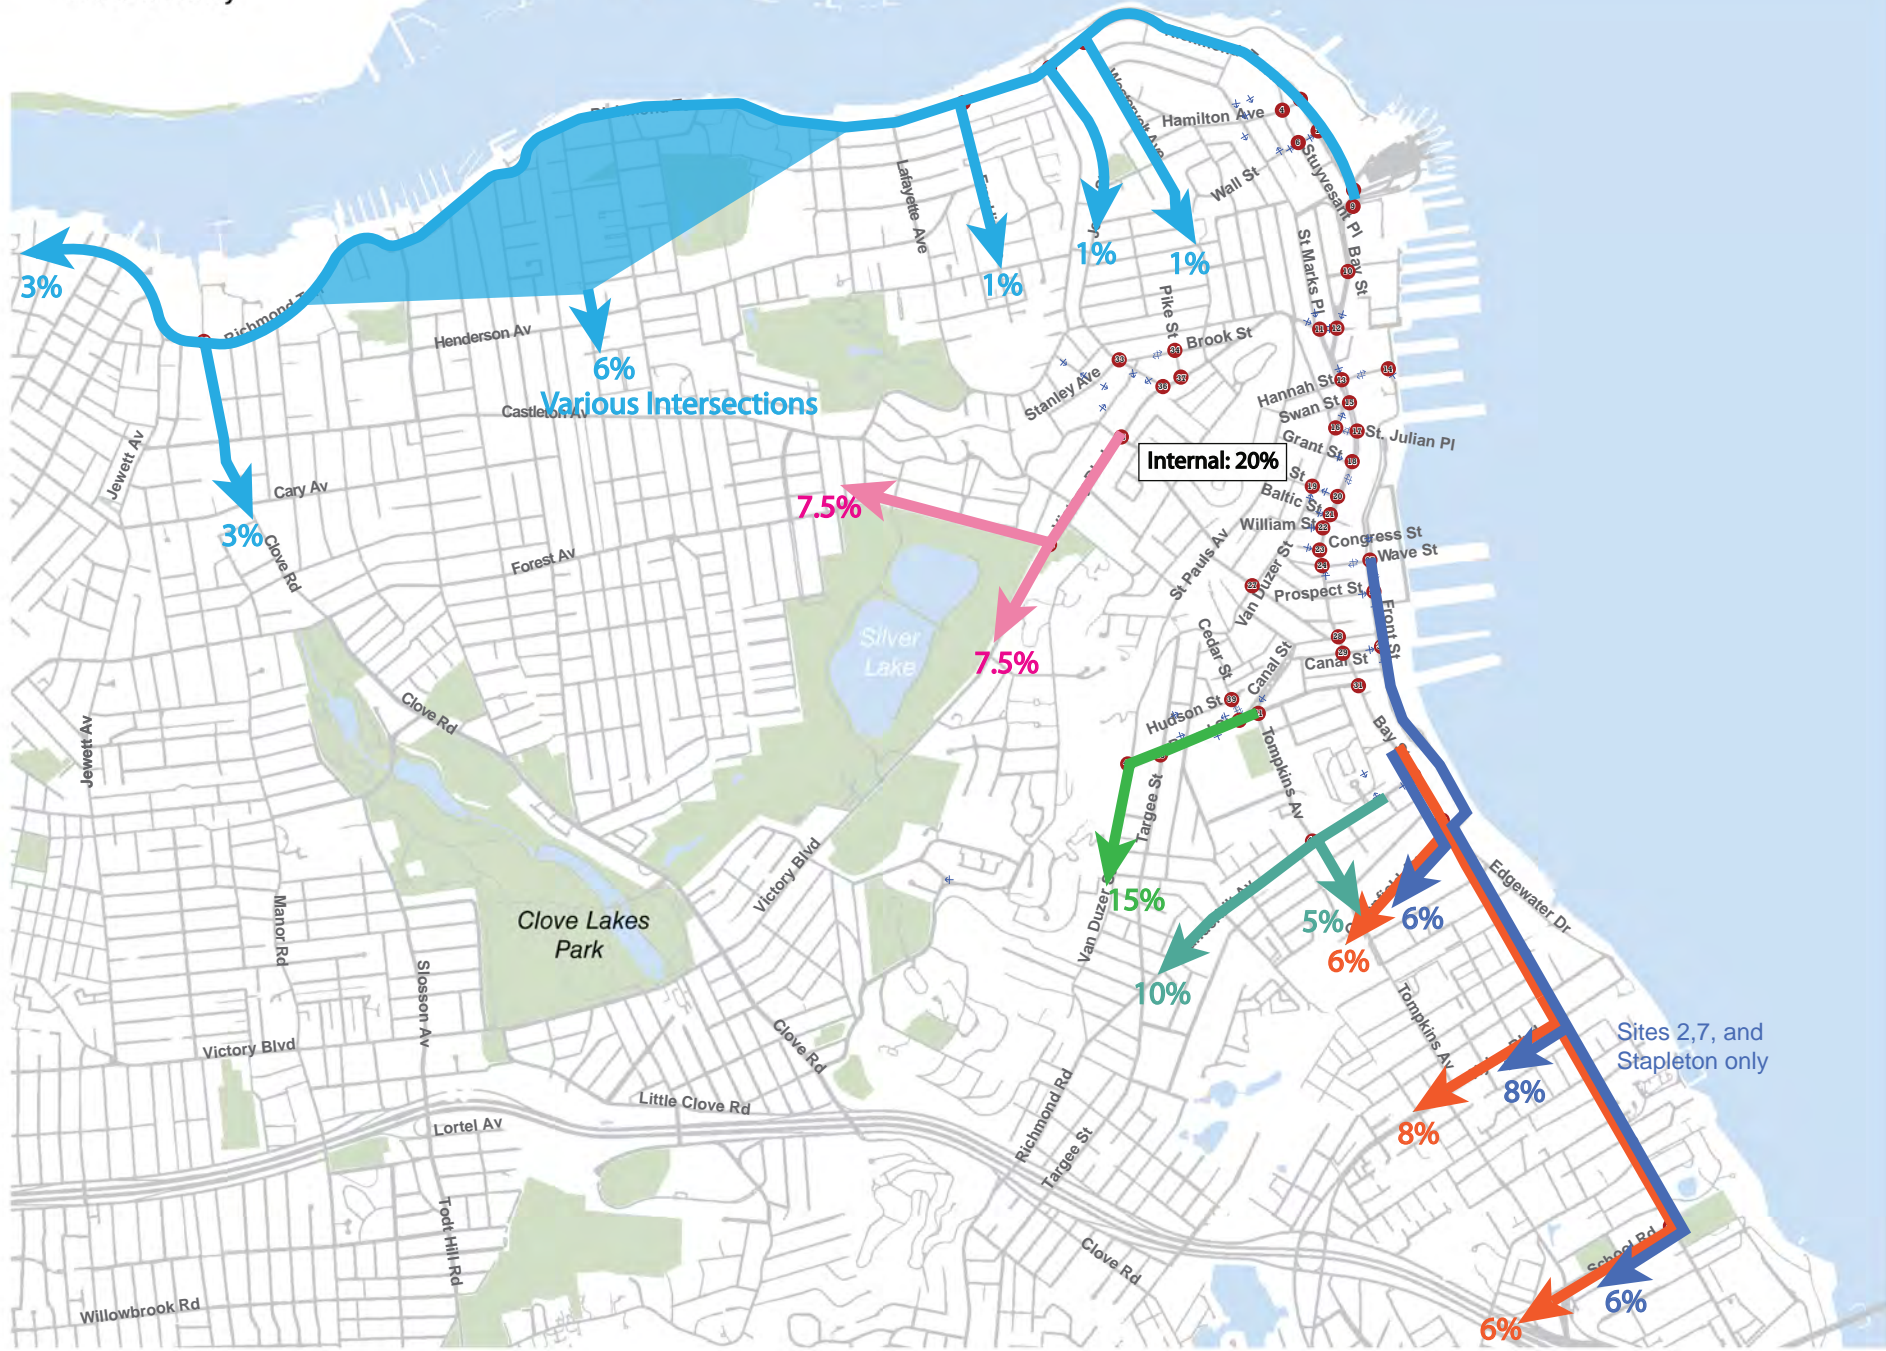 Hamilton Ave
Wall St
Stuyvesant Pl
Bay St
St Marks Pl
Lafayette Ave
3%
1%
1%
1%
Pike St
Brook St
Henderson Av
6%
Various Intersections
Stanley Ave
Hannah St
Swan St
St. Julian Pl
Grant St
Jewett Av
Cary Av
3%
Clove Rd
Internal: 20%
7.5%
Baltic St
William St
Congress St
Wave St
Forest Av
St Pauls Av
Van Duzer St
Prospect St
Front St
Silver
Lake
7.5%
Cedar St
Canal St
Canal St
Hudson St
Clove Rd
Jewett Av
Tompkins Av
Targee St
Victory Blvd
Edgewater Dr
15%
Van Duzer S
5%
6%
6%
10%
Clove Lakes
Park
Manor Rd
Slosson Av
Tompkins Av
Clove Rd
Victory Blvd
Sites 2,7, and
Stapleton only
8%
8%
Little Clove Rd
Lortel Av
Richmond Rd
Targee St
Todt Hill Rd
Clove Rd
School Rd
6%
6%
Willowbrook Rd